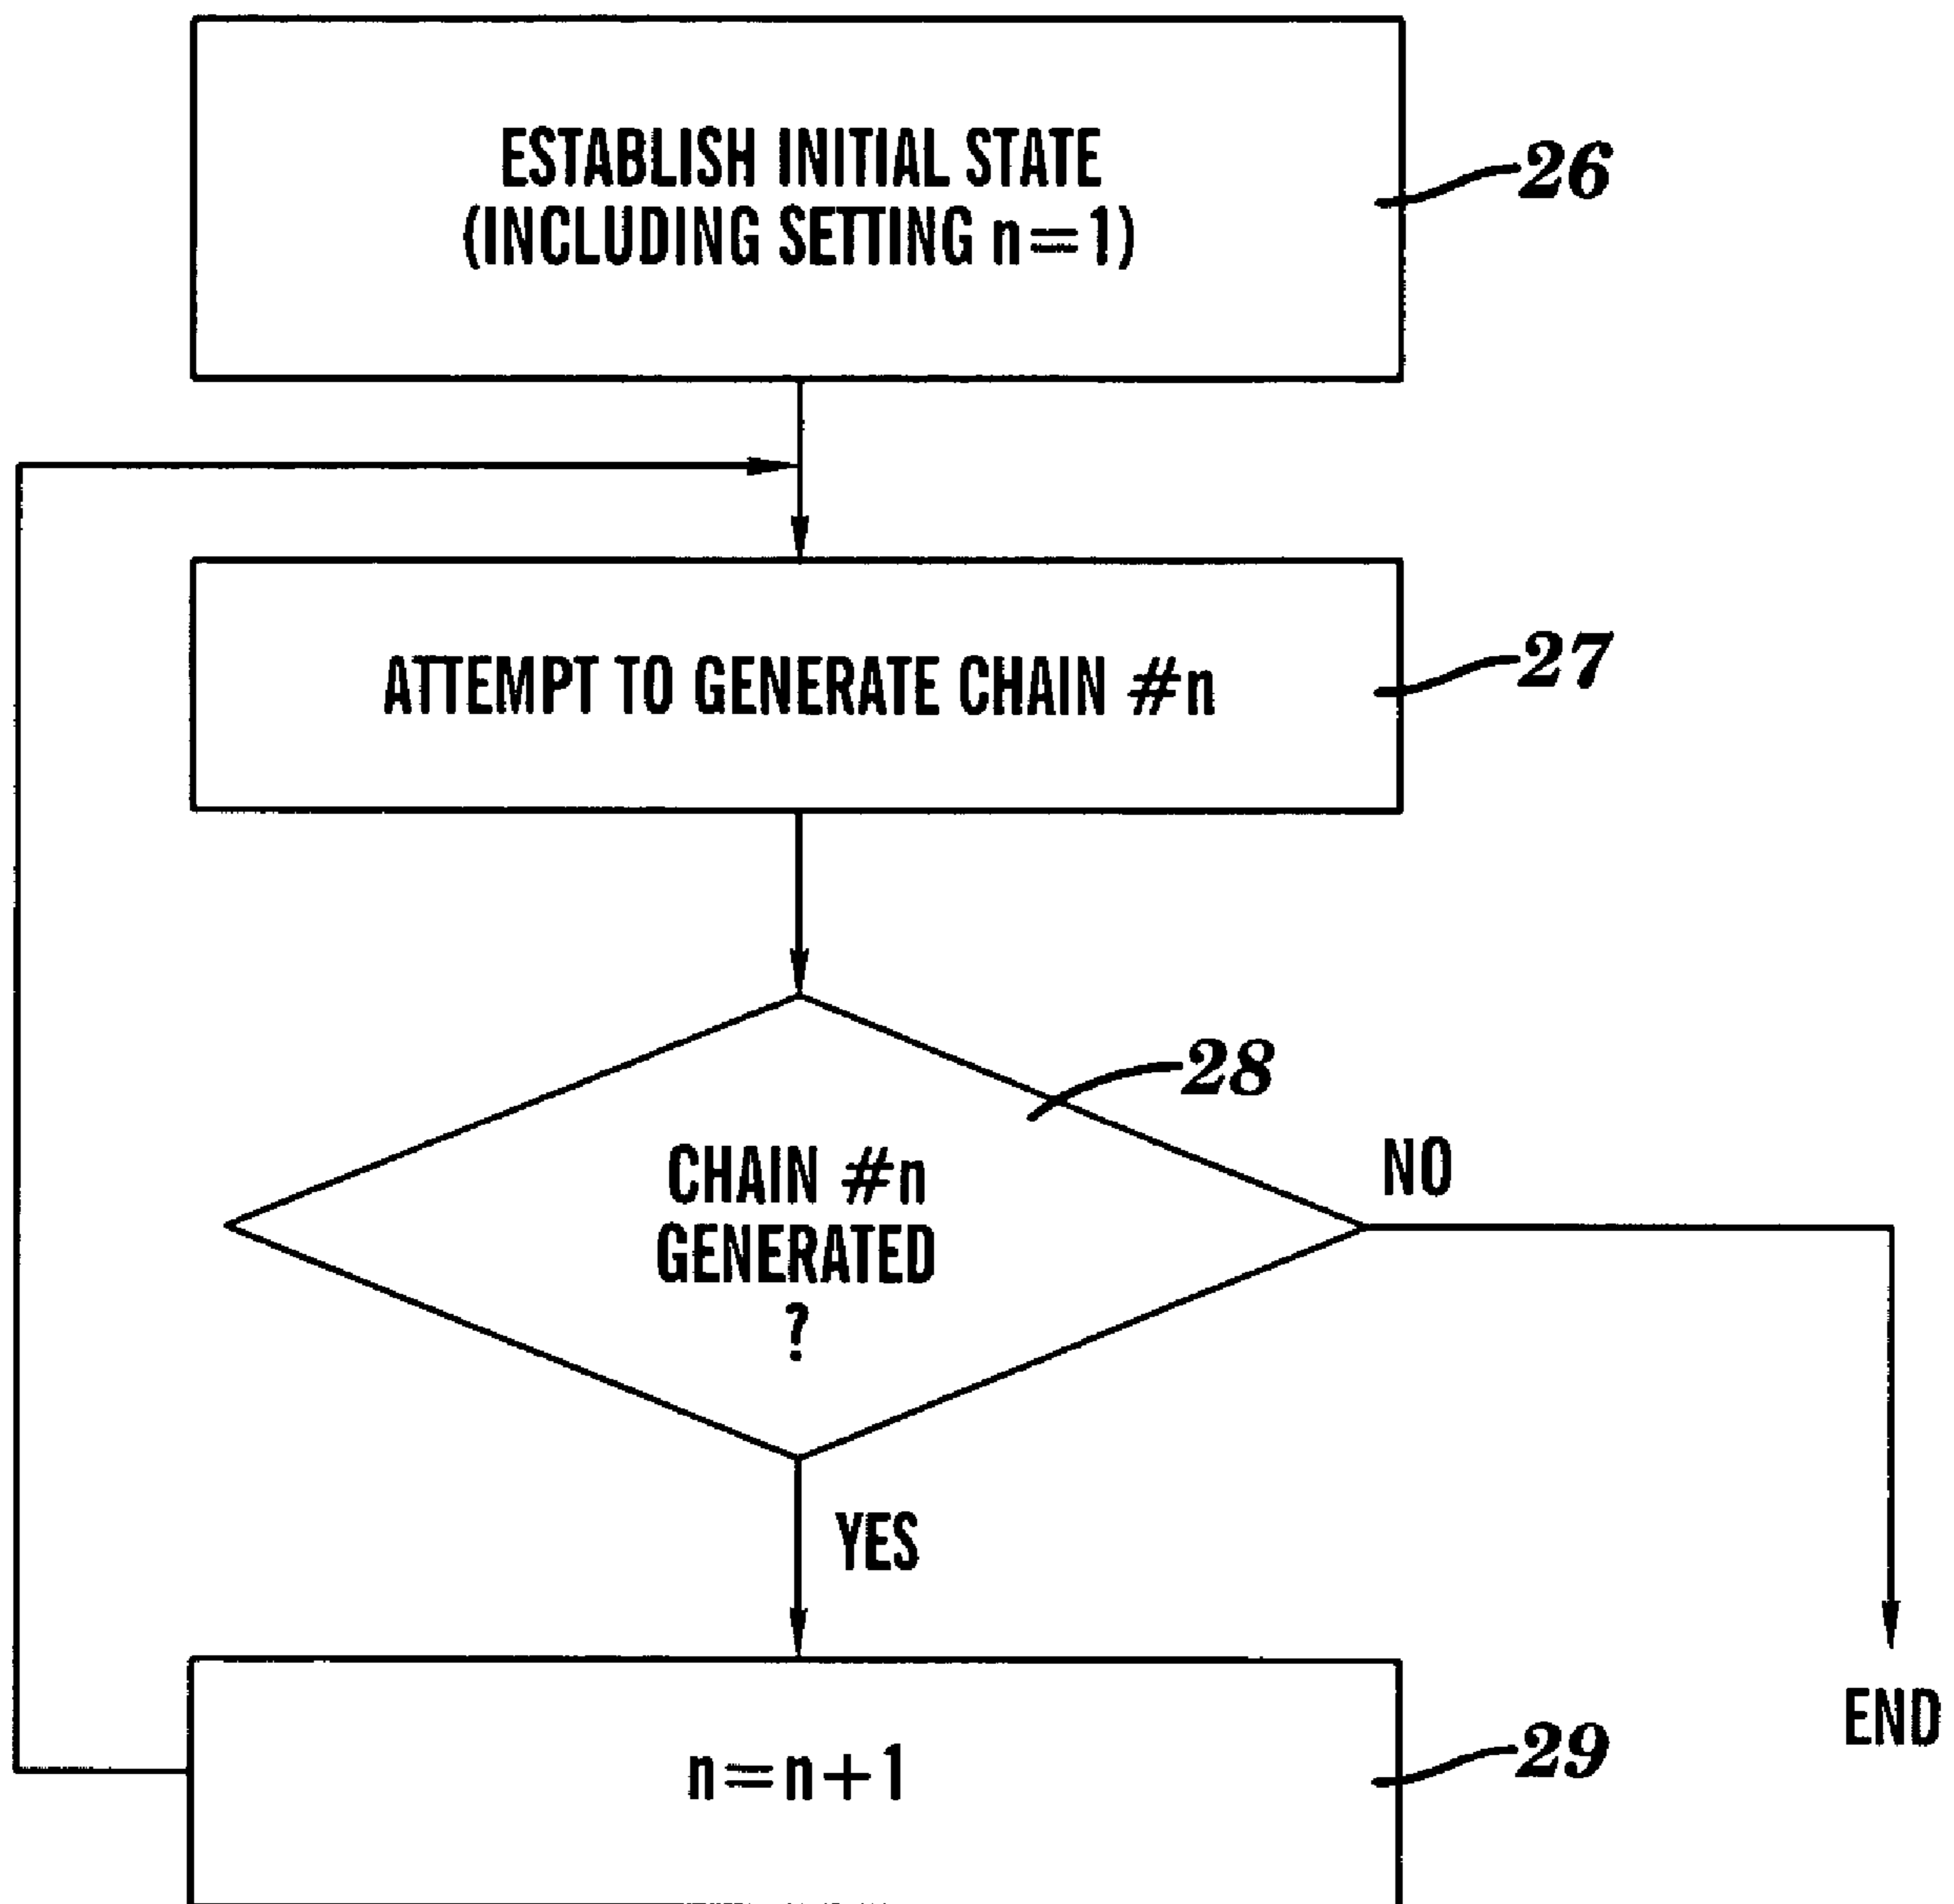 ESTABLISH INITIAL STATE
(INCLUDING SETTING n=1)
26
ATTEMPT TO GENERATE CHAIN #n
27
28
CHAIN #n
GENERATED
?
NO
YES
END
n=n+1
29